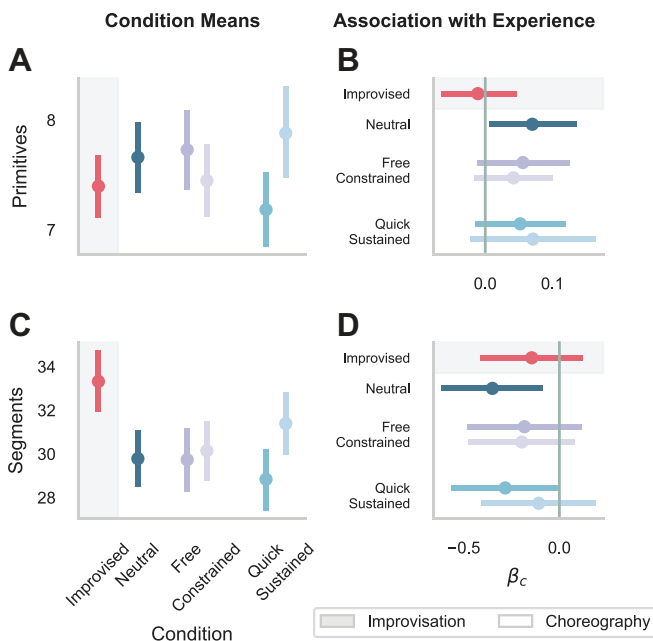 Condition Means
Association with Experience
A
B
Primitives
8
7
Improvised
Neutral
Free
Constrained
Quick
Sustained
0.0
0.1
C
D
Segments
34
32
30
28
Improvised
Neutral
Free
Constrained
Quick
Sustained
Improvised
Neutral
Free
Constrained
Quick
Sustained
−0.5
0.0
Condition
βc
Improvisation
Choreography